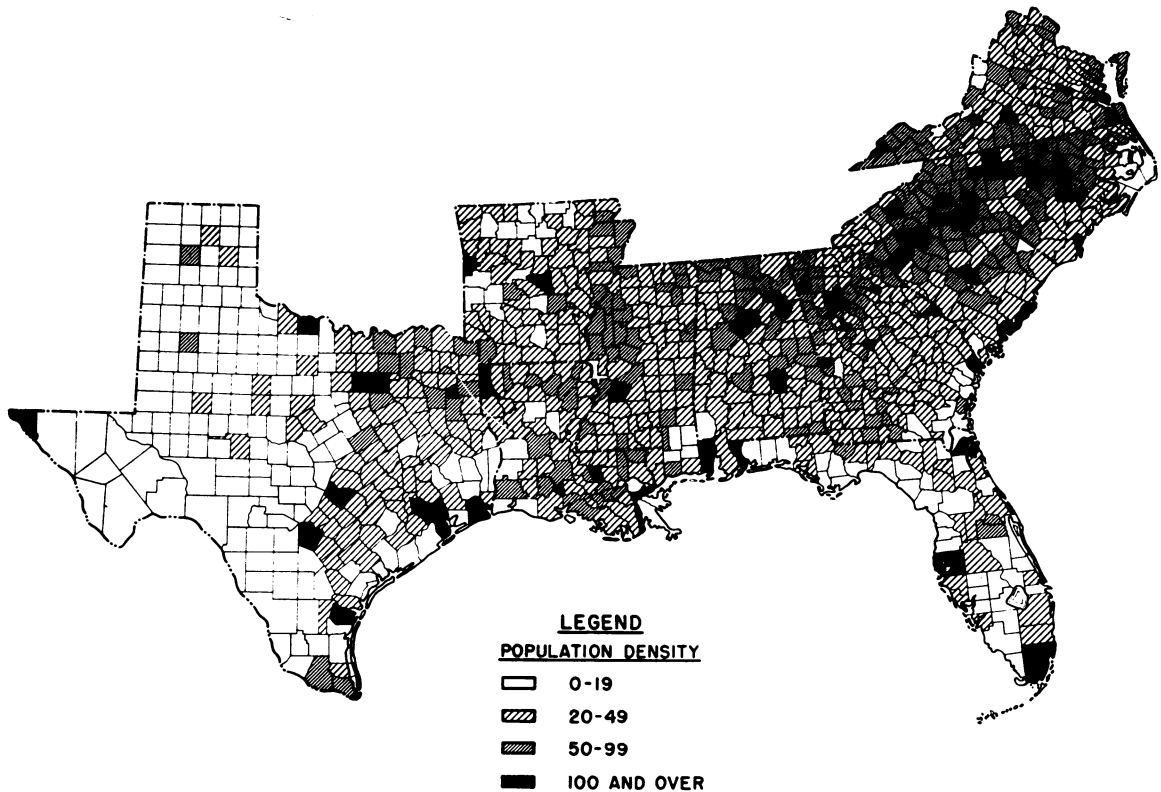 LEGEND
POPULATION DENSITY
0-19
20-49
50-99
100 AND OVER